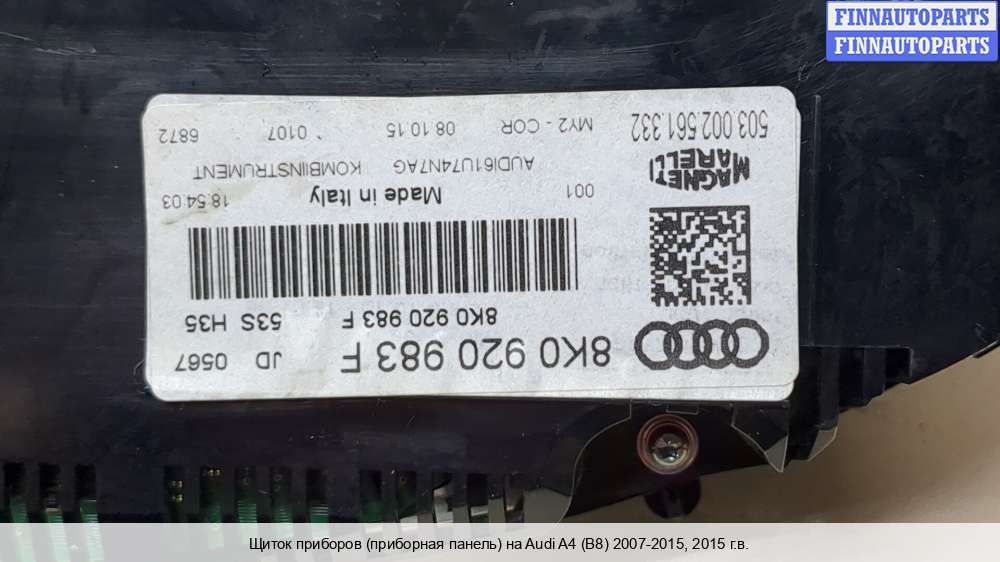 FINNAUTOPARTS
FINNAUTOPARTS
8K0 920 983 F JD 0567
8K0 920 983 F 53S H35
001 Made in Italy 18.54.03
MAGNETI
MARELLI
AUDI61U74N7AG KOMBIINSTRUMENT
503.002.561.332 MY2 - COR 08.10.15 0107 6872
Щиток приборов (приборная панель) на Audi A4 (B8) 2007-2015, 2015 г.в.